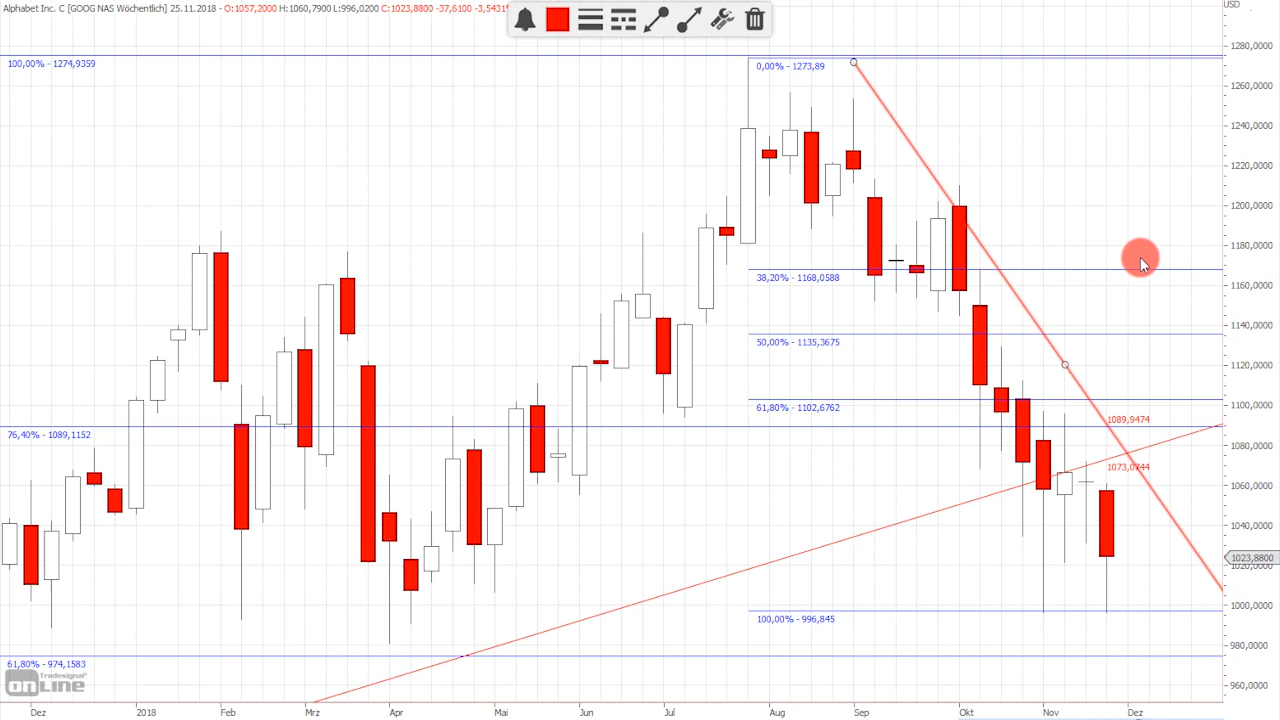 Alphabet Inc. C [GOOG NAS Wöchentlich] 25.11.2018 - O:1057,2000 H:1060,7900 L:996,0200 C:1023,8800 -37,6100 -3,5431
USD
1280,0000
100,00% - 1274,9359
0,00% - 1273,89
1260,0000
1240,0000
1220,0000
1200,0000
1180,0000
38,20% - 1168,0588
1160,0000
1140,0000
50,00% - 1135,3675
1120,0000
61,80% - 1102,6762
1100,0000
1089,9474
76,40% - 1089,1152
1080,0000
1073,0744
1060,0000
1040,0000
1023,8800
1020,0000
1000,0000
100,00% - 996,845
980,0000
61,80% - 974,1583
Tradesignal®
onLine
960,0000
Dez 2018 Feb Mrz Apr Mai Jun Jul Aug Sep Okt Nov Dez